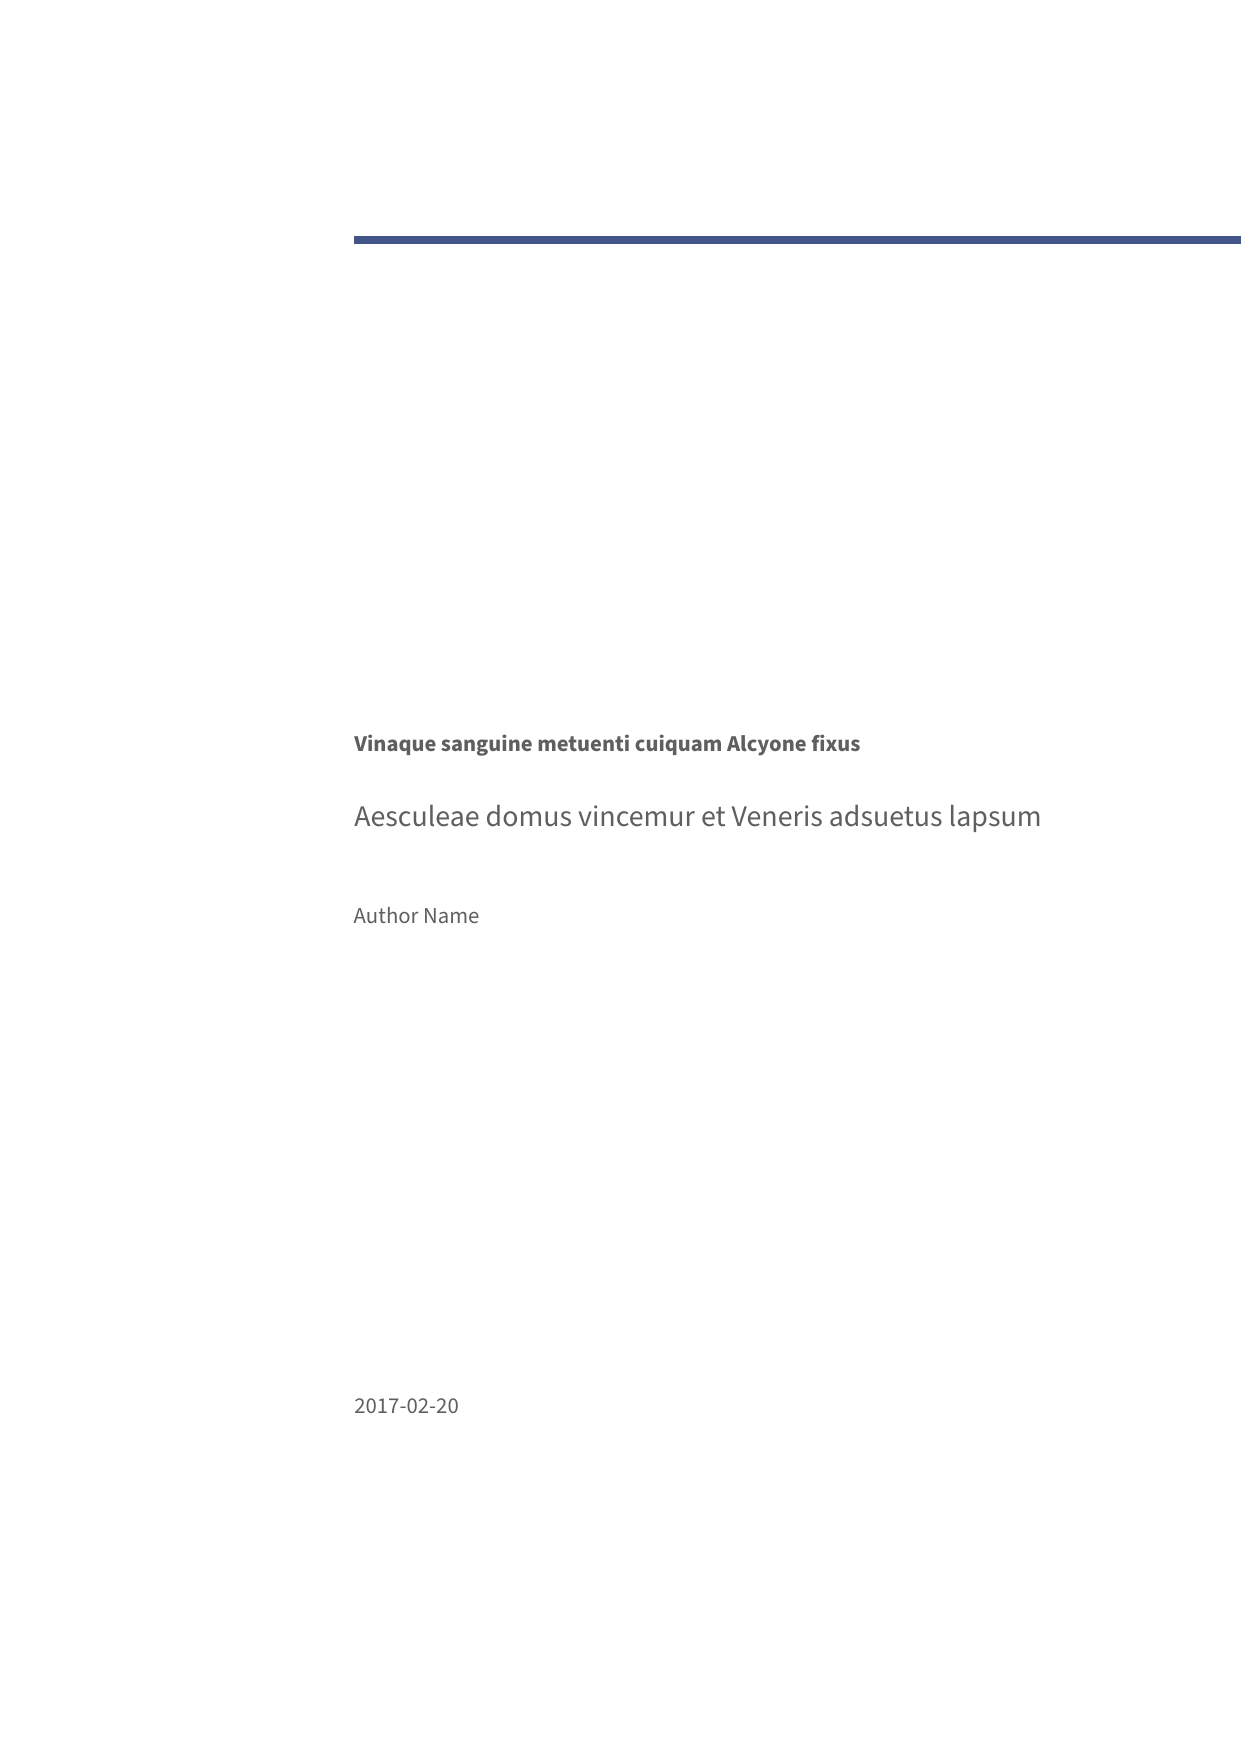 Vinaque sanguine metuenti cuiquam Alcyone fixus
Aesculeae domus vincemur et Veneris adsuetus lapsum
Author Name
2017-02-20